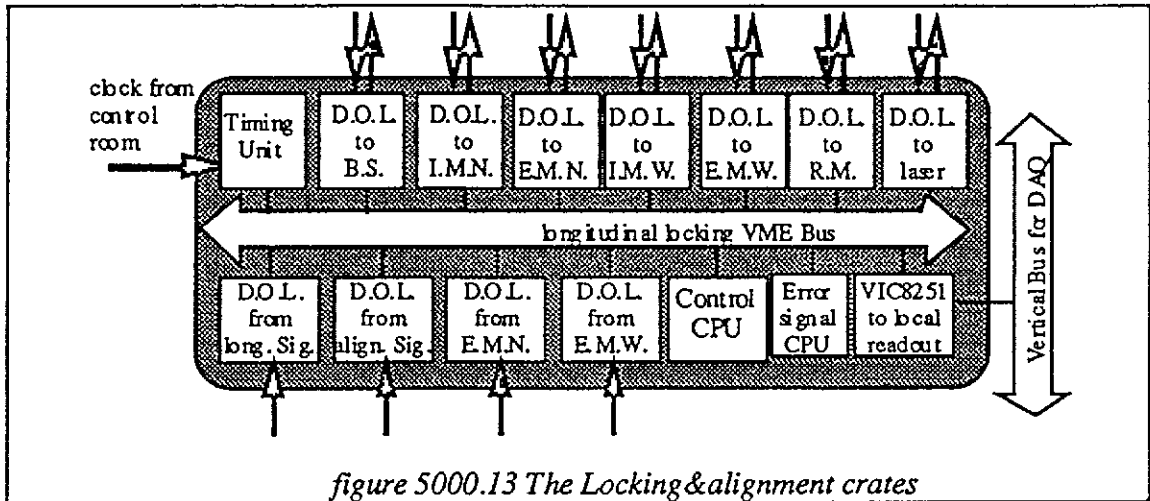 clock from
control
room
Timing
Unit
D.O.L.
to
B.S.
D.O.L.
to
I.M.N.
D.O.L.
to
E.M.N.
D.O.L.
to
I.M.W.
D.O.L.
to
E.M.W.
D.O.L.
to
R.M.
D.O.L.
to
laser
longitudinal locking VME Bus
D.O.L.
from
long. Sig.
D.O.L.
from
align. Sig.
D.O.L.
from
E.M.N.
D.O.L.
from
E.M.W.
Control
CPU
Error
signal
CPU
VIC8251
to local
readout
Vertical Bus for DAQ
figure 5000.13 The Locking&alignment crates